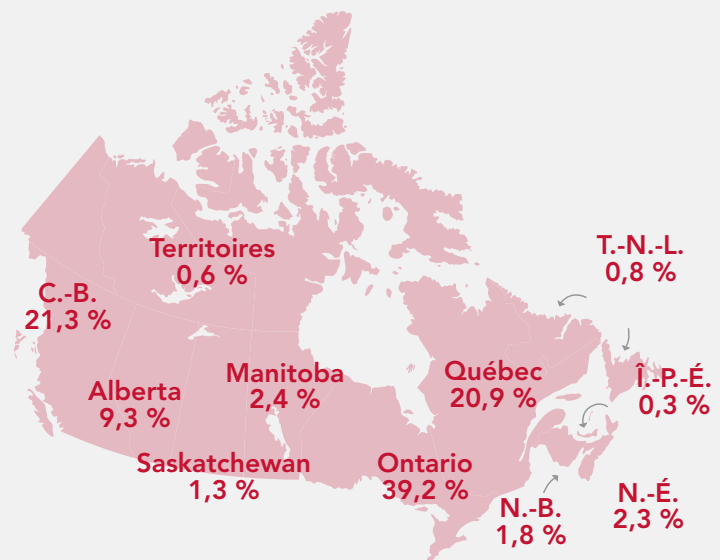 T.-N.-L.
0,8 %
Territoires
0,6 %
C.-B.
21,3 %
Alberta
9,3 %
Manitoba
2,4 %
Québec
20,9 %
Î.-P.-É.
0,3 %
Saskatchewan
1,3 %
Ontario
39,2 %
N.-B.
1,8 %
N.-É.
2,3 %